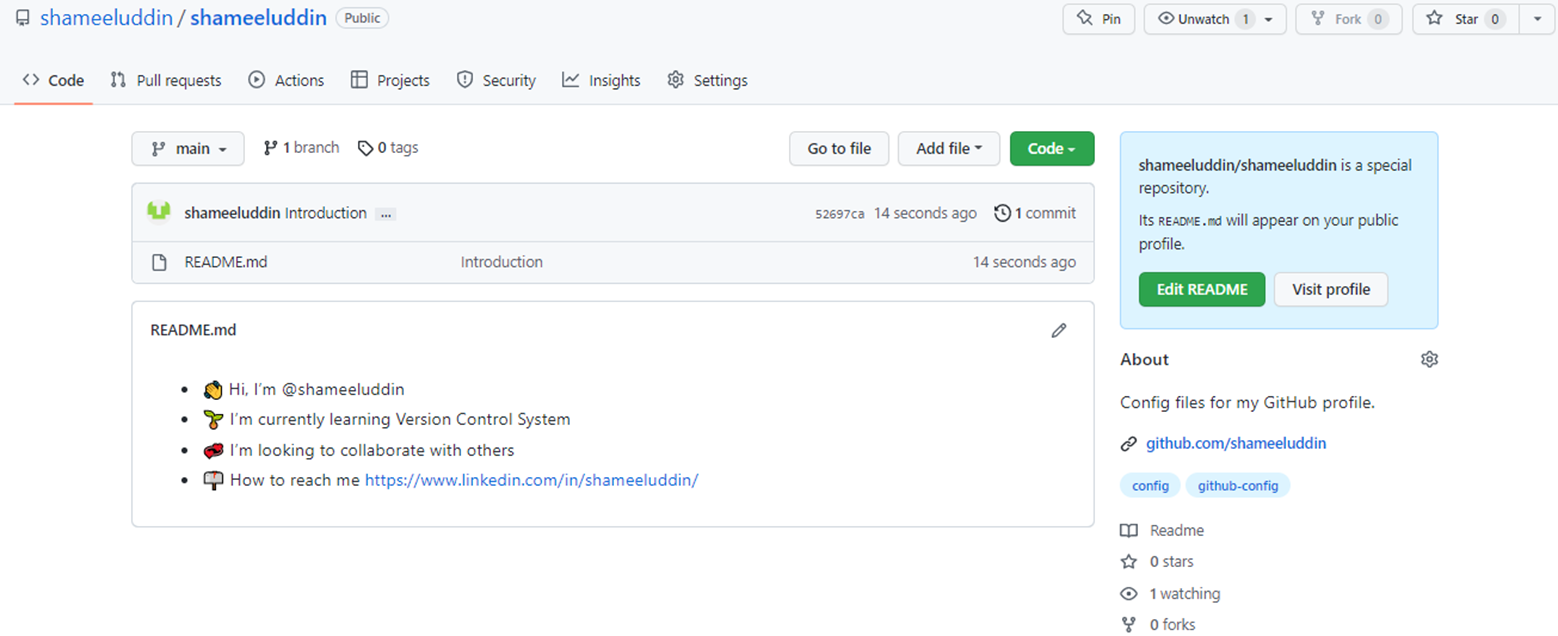 shameeluddin / shameeluddin Public Pin Unwatch 1 Fork 0 Star 0
Code Pull requests Actions Projects Security Insights Settings
main 1 branch 0 tags Go to file Add file Code
shameeluddin Introduction ... 52697ca 14 seconds ago 1 commit
README.md Introduction 14 seconds ago
README.md
• 👏 Hi, I'm @shameeluddin
• 🌱 I'm currently learning Version Control System
• 💞 I'm looking to collaborate with others
• 📫 How to reach me https://www.linkedin.com/in/shameeluddin/
shameeluddin/shameeluddin is a special
repository.
Its README.md will appear on your public
profile.
Edit README Visit profile
About
Config files for my GitHub profile.
github.com/shameeluddin
config github-config
Readme
0 stars
1 watching
0 forks